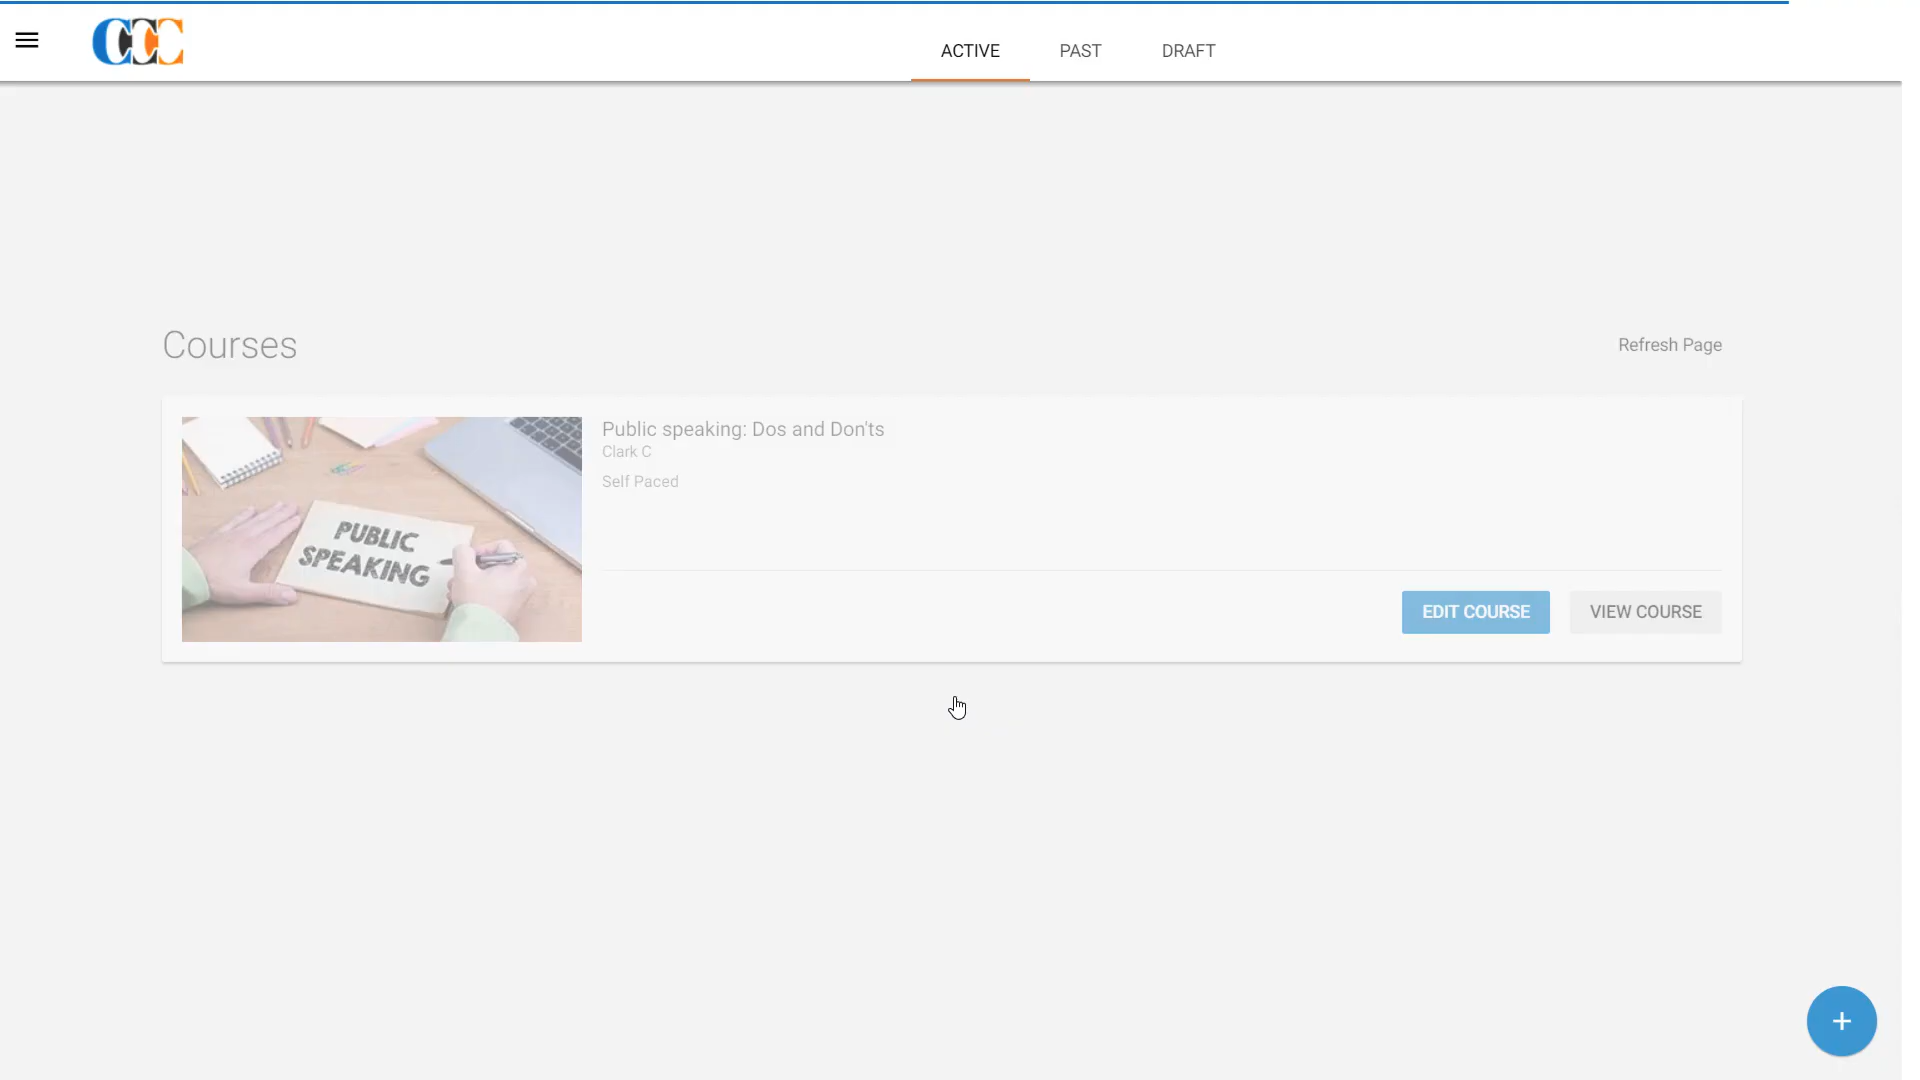 CCC
ACTIVE
PAST
DRAFT
Courses
Refresh Page
PUBLIC
SPEAKING
Public speaking: Dos and Don'ts
Clark C
Self Paced
EDIT COURSE
VIEW COURSE
+